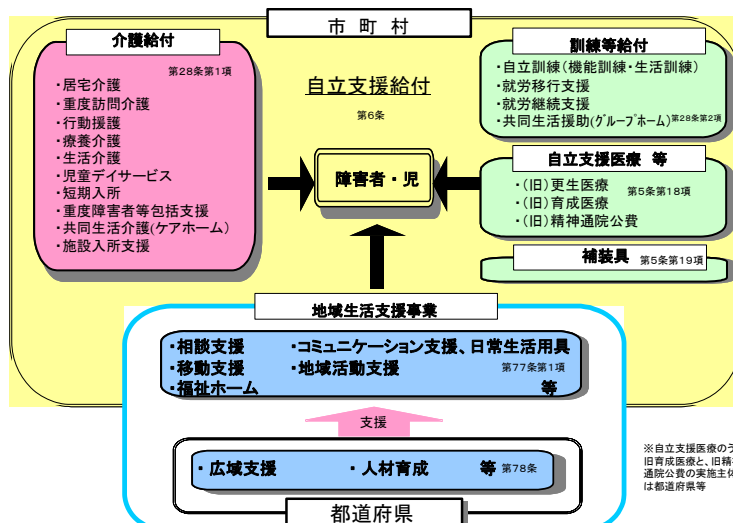 市 町 村
介護給付
第28条第1項
・居宅介護
・重度訪問介護
・行動援護
・療養介護
・生活介護
・児童デイサービス
・短期入所
・重度障害者等包括支援
・共同生活介護(ケアホーム)
・施設入所支援
自立支援給付
第6条
障害者・児
訓練等給付
・自立訓練(機能訓練・生活訓練)
・就労移行支援
・就労継続支援
・共同生活援助(グループホーム)第28条第2項
自立支援医療 等
・(旧)更生医療 第5条第18項
・(旧)育成医療
・(旧)精神通院公費
補装具 第5条第19項
地域生活支援事業
・相談支援 ・コミュニケーション支援、日常生活用具
・移動支援 ・地域活動支援 第77条第1項
・福祉ホーム 等
支援
・広域支援 ・人材育成 等 第78条
都道府県
※自立支援医療のう
旧育成医療と、旧精
通院公費の実施主体
は都道府県等